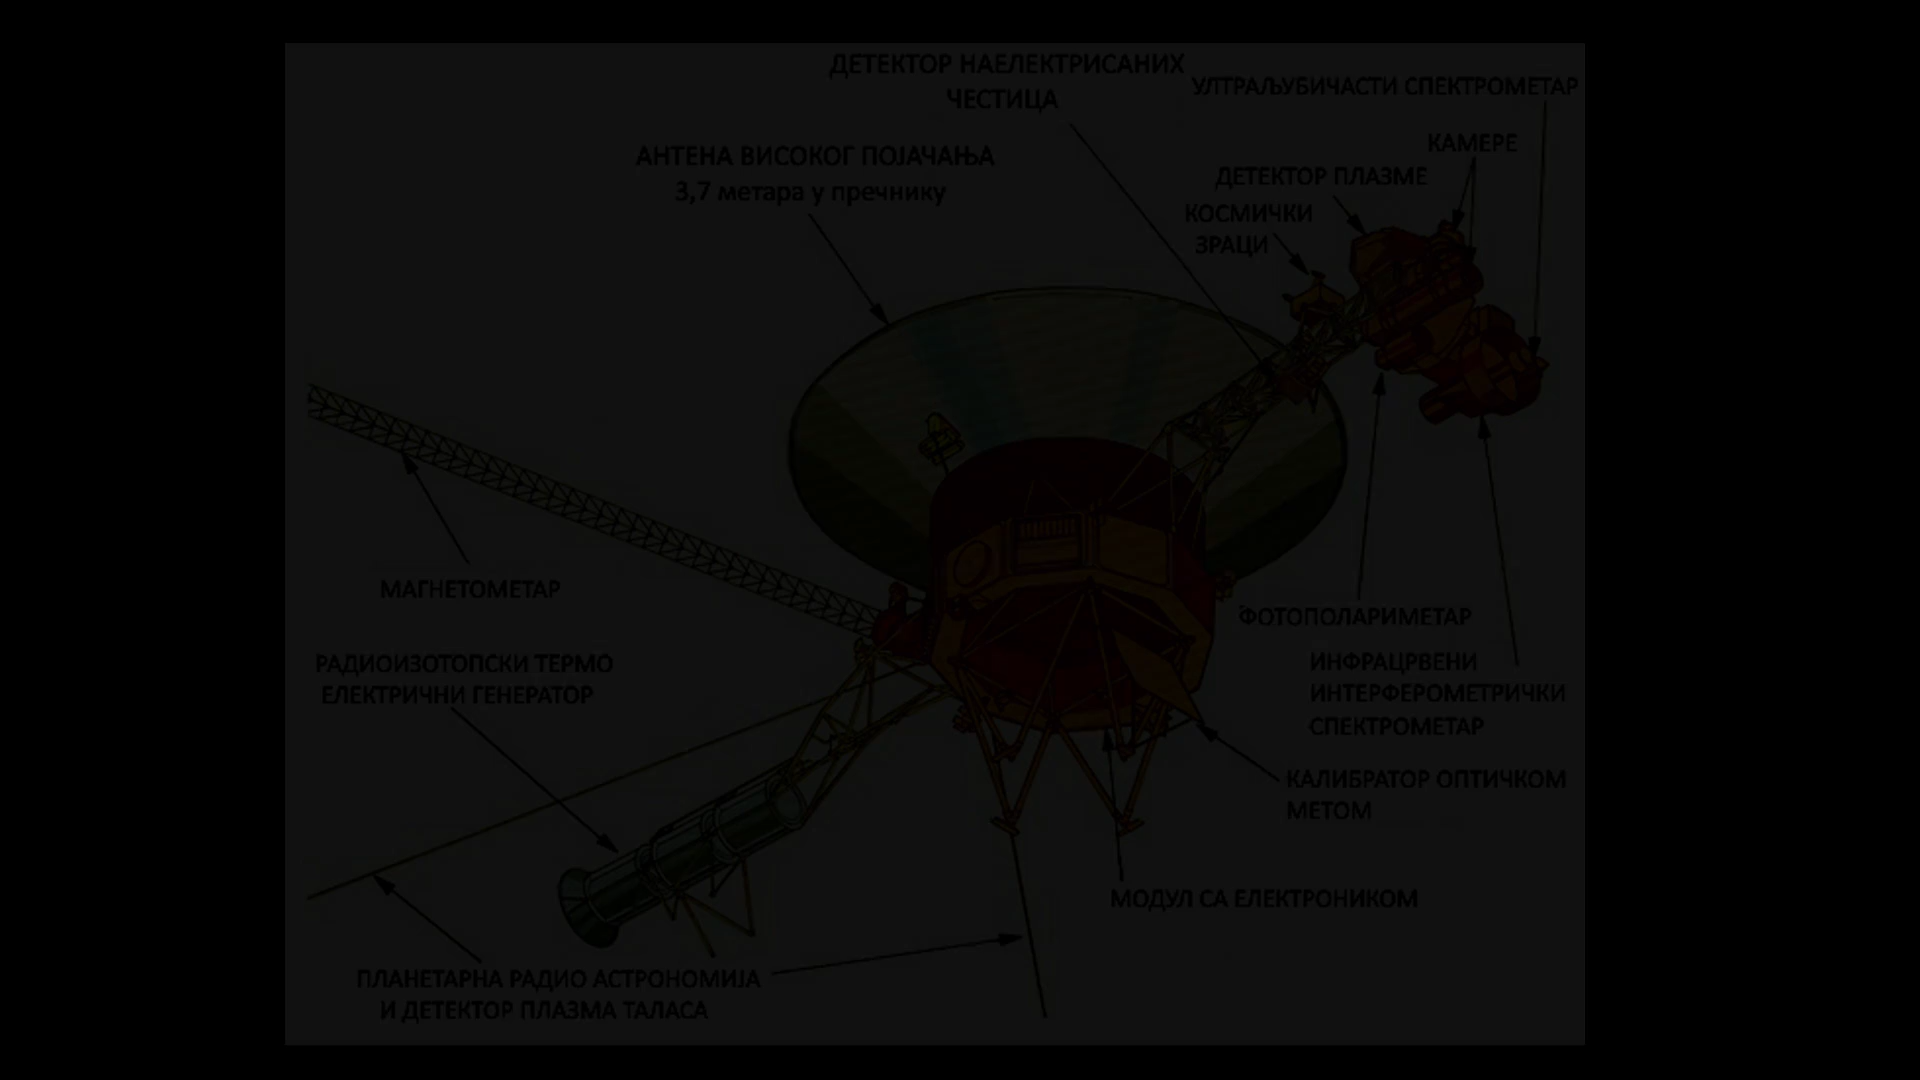 ДЕТЕКТОР НАЕЛЕКТРИСАНИХ
ЧЕСТИЦА
УЛТРАЉУБИЧАСТИ СПЕКТРОМЕТАР
КАМЕРЕ
АНТЕНА ВИСОКОГ ПОЈАЧАЊА
3,7 метара у пречнику
ДЕТЕКТОР ПЛАЗМЕ
КОСМИЧКИ
ЗРАЦИ
МАГНЕТОМЕТАР
ФОТОПОЛАРИМЕТАР
РАДИОИЗОТОПСКИ ТЕРМО
ЕЛЕКТРИЧНИ ГЕНЕРАТОР
ИНФРАЦРВЕНИ
ИНТЕРФЕРОМЕТРИЧКИ
СПЕКТРОМЕТАР
КАЛИБРАТОР ОПТИЧКОМ
МЕТОМ
МОДУЛ СА ЕЛЕКТРОНИКОМ
ПЛАНЕТАРНА РАДИО АСТРОНОМИЈА
И ДЕТЕКТОР ПЛАЗМА ТАЛАСА